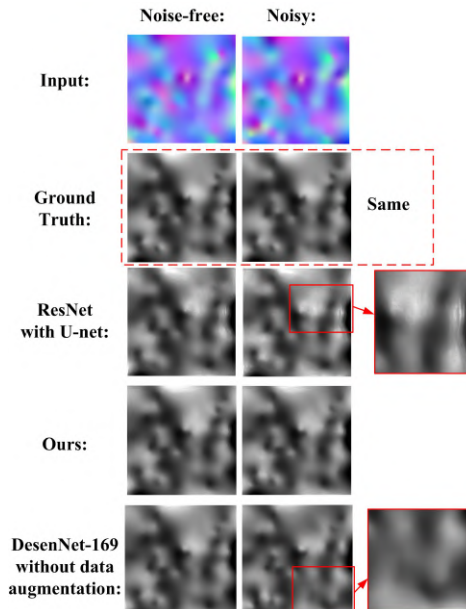 Noise-free: Noisy:
Input:
Ground
Truth:
Same
ResNet
with U-net:
Ours:
DesenNet-169
without data
augmentation: